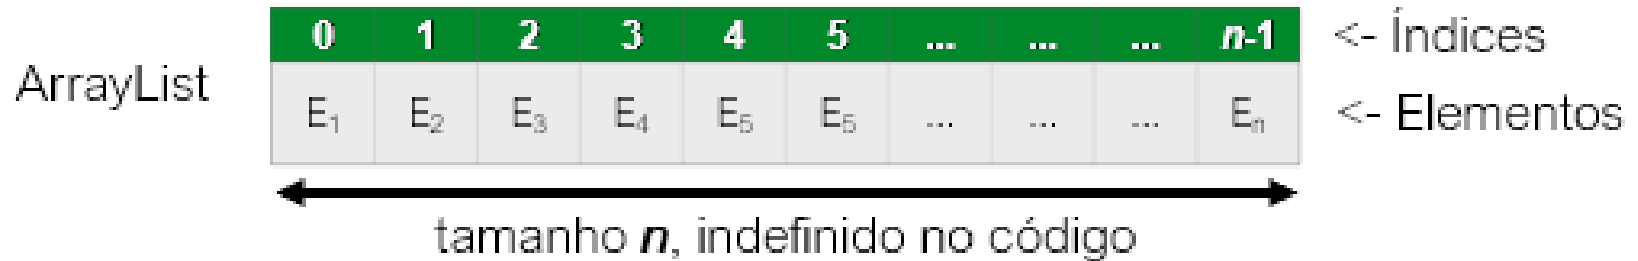 0 1 2 3 4 5 ... ... ... n-1 <- Índices
ArrayList
E₁ E₂ E₃ E₄ E₅ E₅ ... ... ... Eₙ <- Elementos
tamanho n, indefinido no código